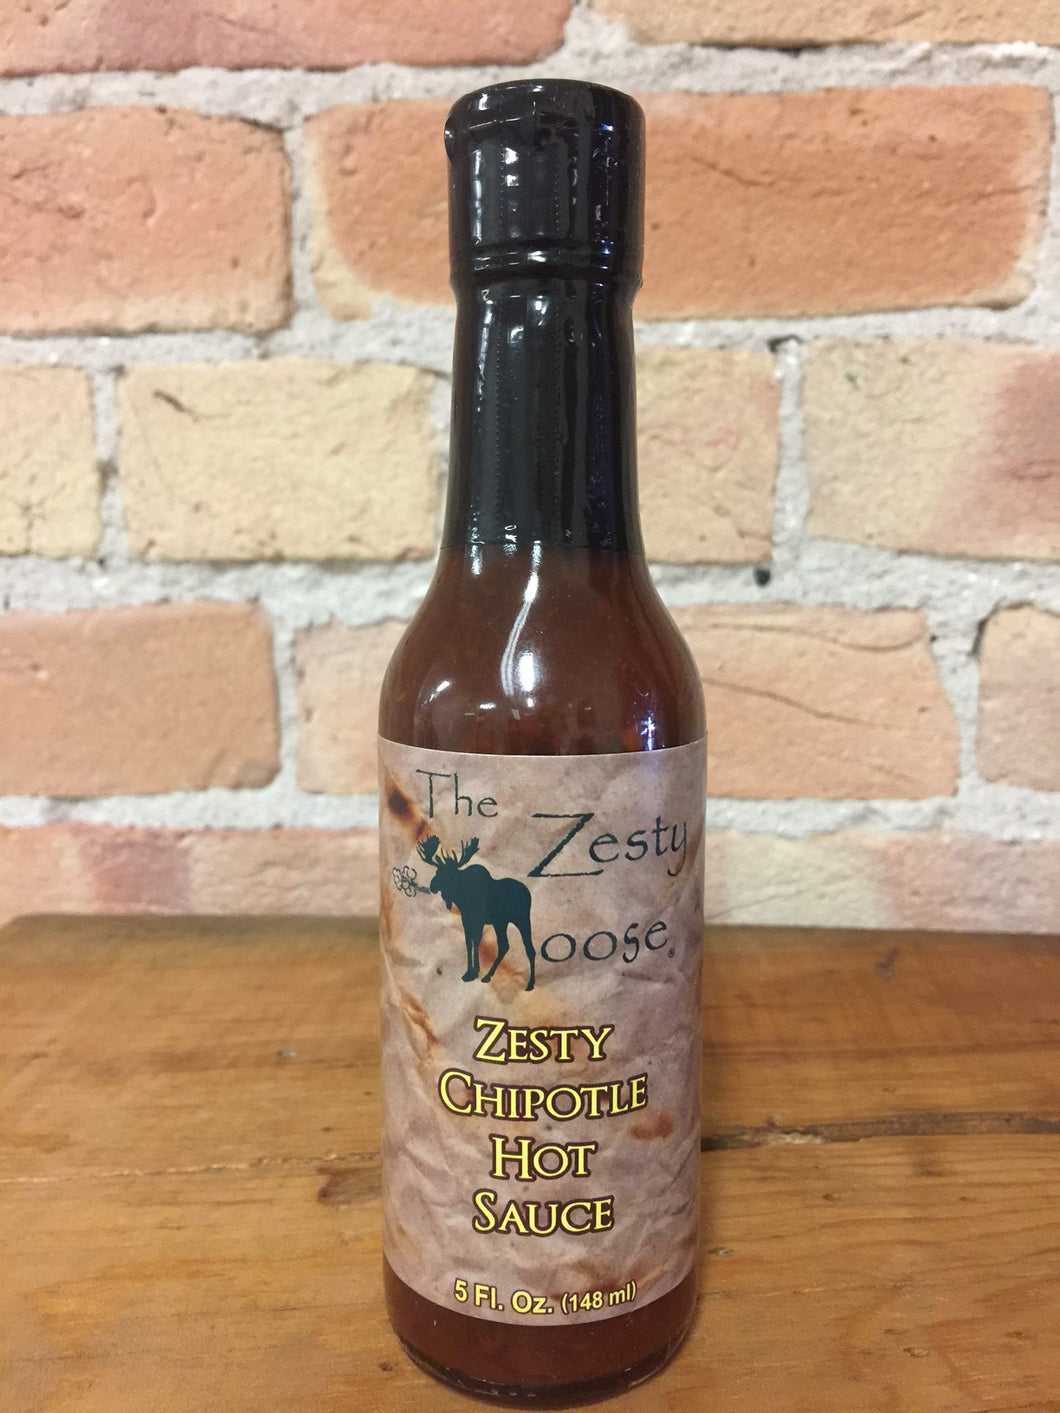 The Zesty
Moose®
ZESTY
CHIPOTLE
HOT
SAUCE
5 Fl. Oz. (148 ml)